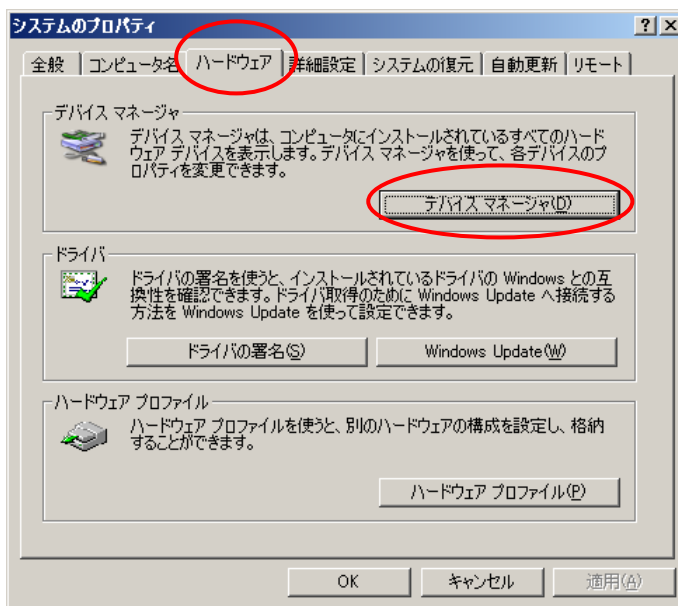 システムのプロパティ
全般 コンピュータ名 ハードウェア 詳細設定 システムの復元 自動更新 リモート
デバイス マネージャ
デバイス マネージャは、コンピュータにインストールされているすべてのハード
ウェア デバイスを表示します。デバイス マネージャを使って、各デバイスのプ
ロパティを変更できます。
デバイス マネージャ(D)
ドライバ
ドライバの署名を使うと、インストールされているドライバの Windows との互
換性を確認できます。ドライバ取得のために Windows Update へ接続する
方法を Windows Update を使って設定できます。
ドライバの署名(S) Windows Update(W)
ハードウェア プロファイル
ハードウェア プロファイルを使うと、別のハードウェアの構成を設定し、格納
することができます。
ハードウェア プロファイル(P)
OK キャンセル 適用(A)